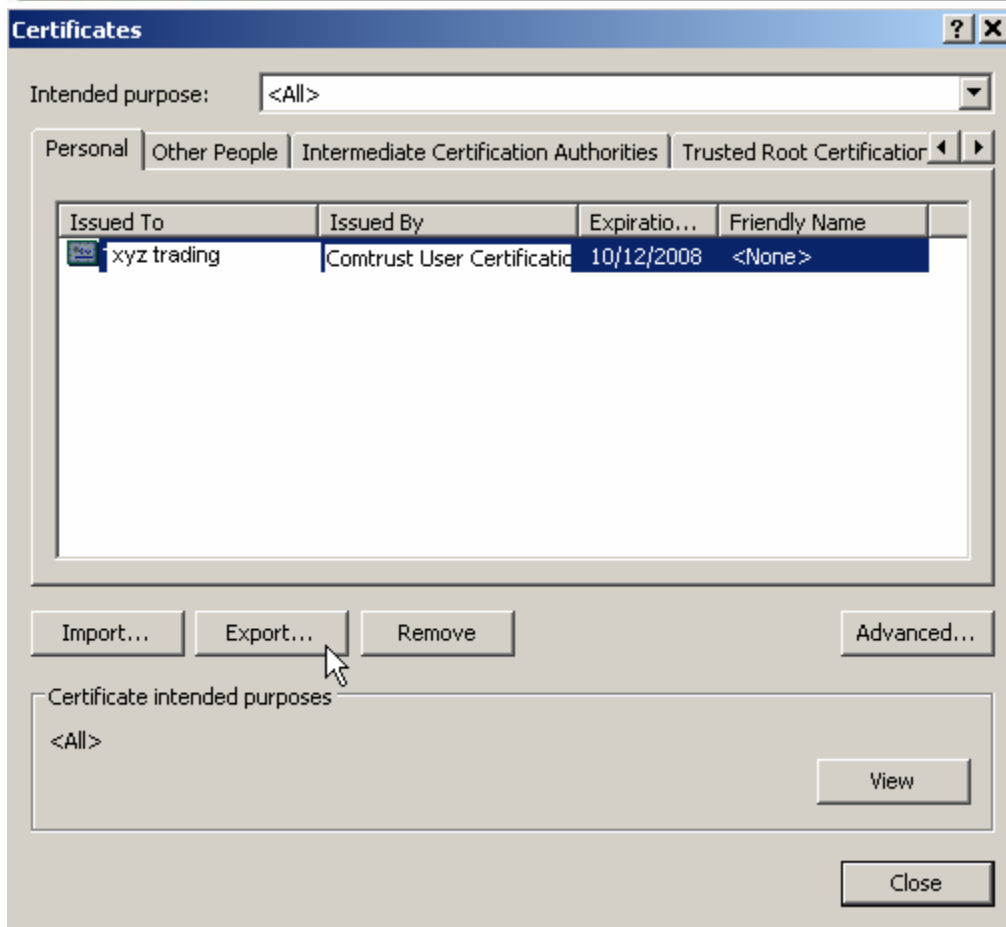 Certificates
Intended purpose: <All>
Personal Other People Intermediate Certification Authorities Trusted Root Certification
Issued To Issued By Expiratio... Friendly Name
xyz trading Comtrust User Certificatic 10/12/2008 <None>
Import... Export... Remove Advanced...
Certificate intended purposes
<All>
View
Close